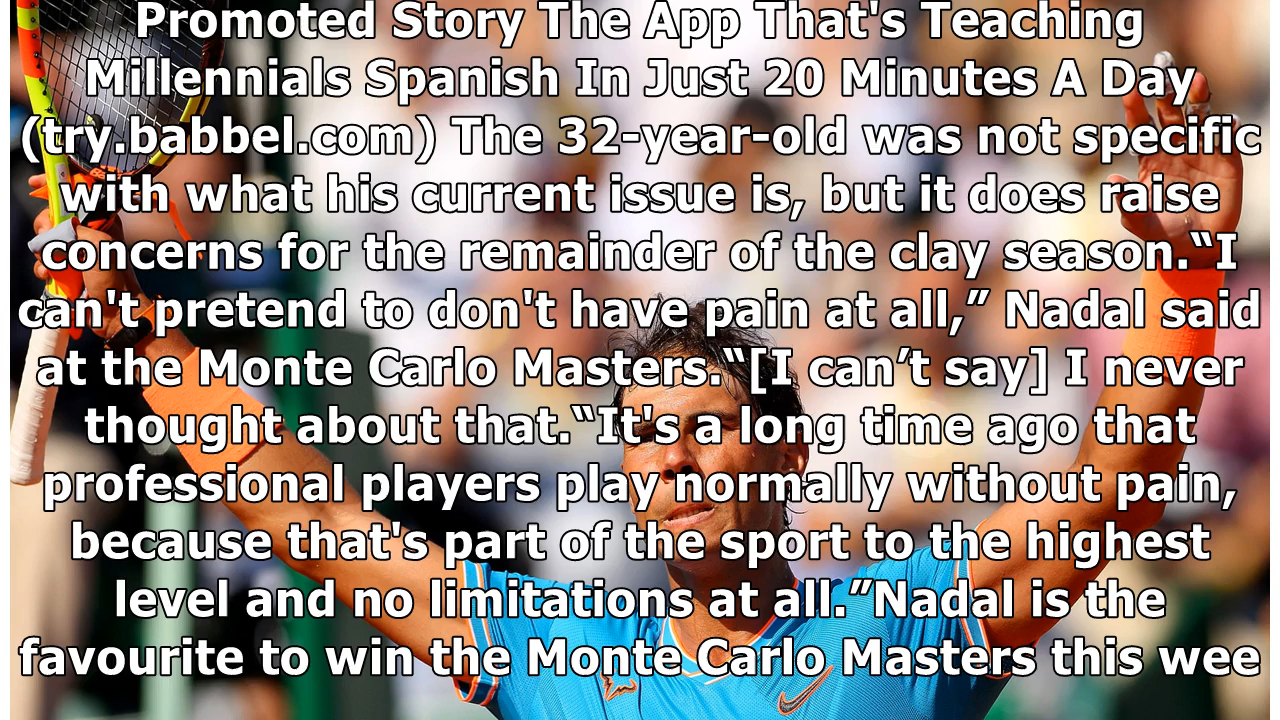 Promoted Story The App That's Teaching
Millennials Spanish In Just 20 Minutes A Day
(try.babbel.com) The 32-year-old was not specific
with what his current issue is, but it does raise
concerns for the remainder of the clay season.“I
can't pretend to don't have pain at all,” Nadal said
at the Monte Carlo Masters.“[I can’t say] I never
thought about that.“It's a long time ago that
professional players play normally without pain,
because that's part of the sport to the highest
level and no limitations at all.”Nadal is the
favourite to win the Monte Carlo Masters this wee